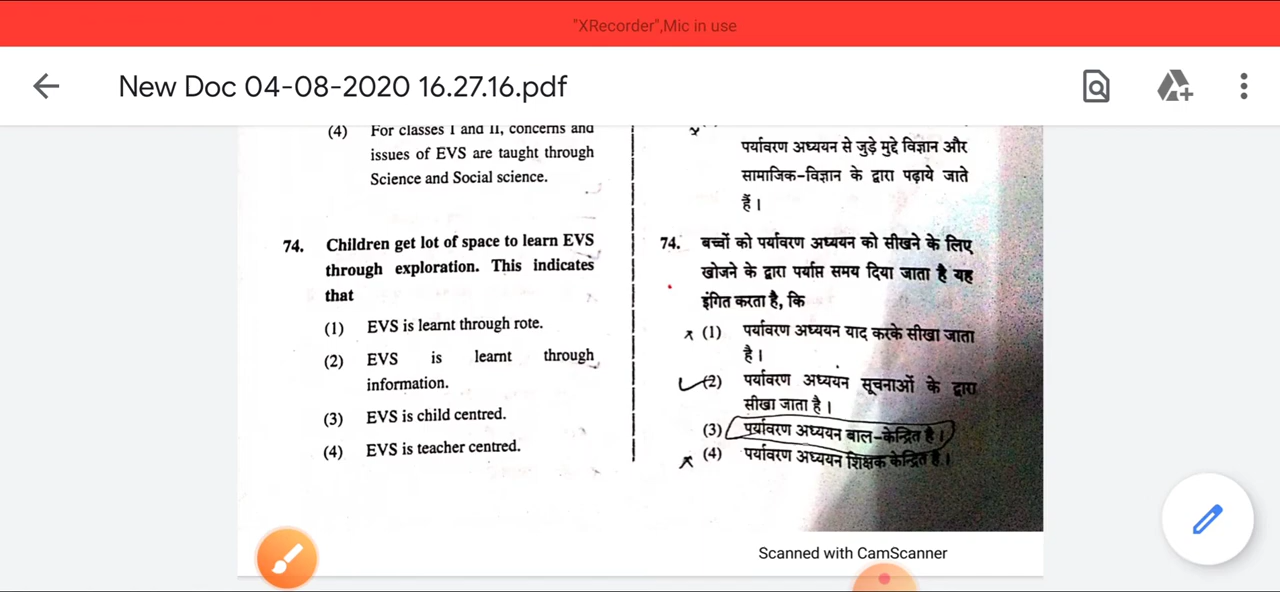 "XRecorder",Mic in use
New Doc 04-08-2020 16.27.16.pdf
(4) For classes I and II, concerns and
issues of EVS are taught through
Science and Social science.
74. Children get lot of space to learn EVS
through exploration. This indicates
that
(1) EVS is learnt through rote.
(2) EVS is learnt through
information.
(3) EVS is child centred.
(4) EVS is teacher centred.
पर्यावरण अध्ययन से जुड़े मुद्दे विज्ञान और
सामाजिक-विज्ञान के द्वारा पढ़ाये जाते
हैं।
74. बच्चों को पर्यावरण अध्ययन को सीखने के लिए
खोजने के द्वारा पर्याप्त समय दिया जाता है यह
इंगित करता है, कि
(1) पर्यावरण अध्ययन याद करके सीखा जाता
है।
(2) पर्यावरण अध्ययन सूचनाओं के द्वारा
सीखा जाता है।
(3) पर्यावरण अध्ययन बाल-केन्द्रित है।
(4) पर्यावरण अध्ययन शिक्षक केन्द्रित है।
Scanned with CamScanner